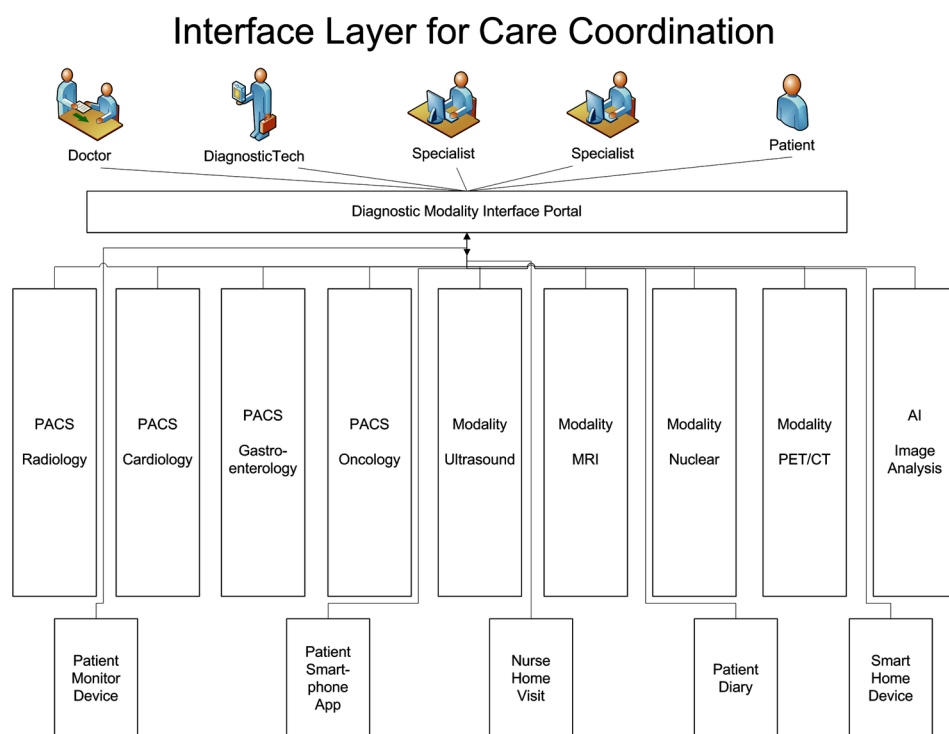 Interface Layer for Care Coordination
Doctor
DiagnosticTech
Specialist
Specialist
Patient
Diagnostic Modality Interface Portal
PACS
Radiology
PACS
Cardiology
PACS
Gastro-
enterology
PACS
Oncology
Modality
Ultrasound
Modality
MRI
Modality
Nuclear
Modality
PET/CT
AI
Image
Analysis
Patient
Monitor
Device
Patient
Smart-
phone
App
Nurse
Home
Visit
Patient
Diary
Smart
Home
Device